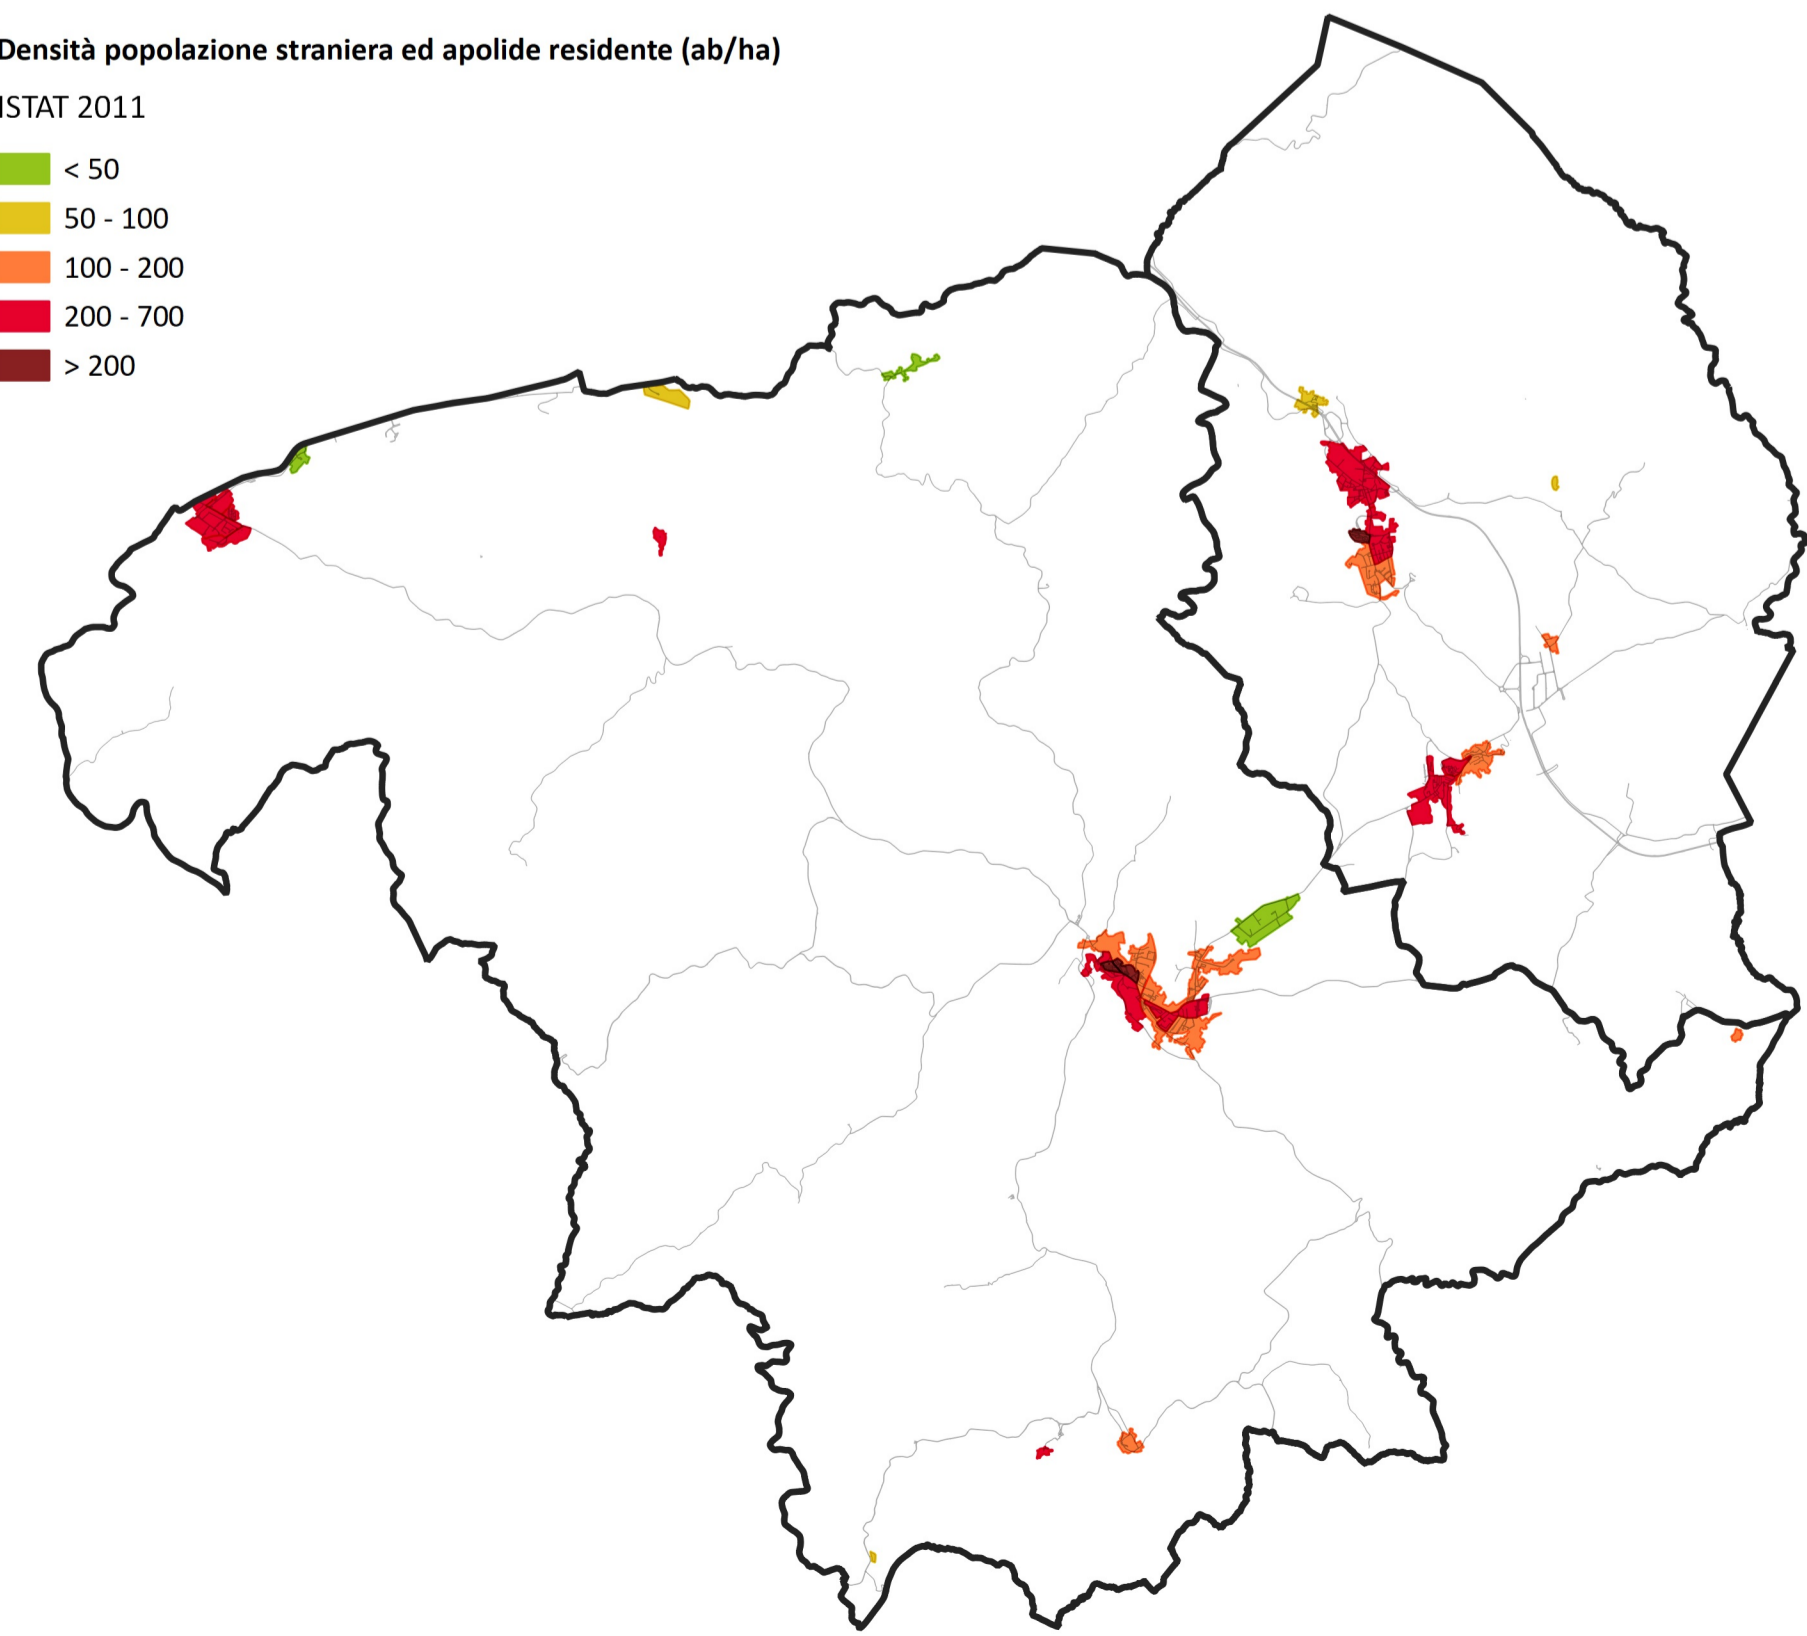 Densità popolazione straniera ed apolide residente (ab/ha)
ISTAT 2011
< 50
50 - 100
100 - 200
200 - 700
> 200